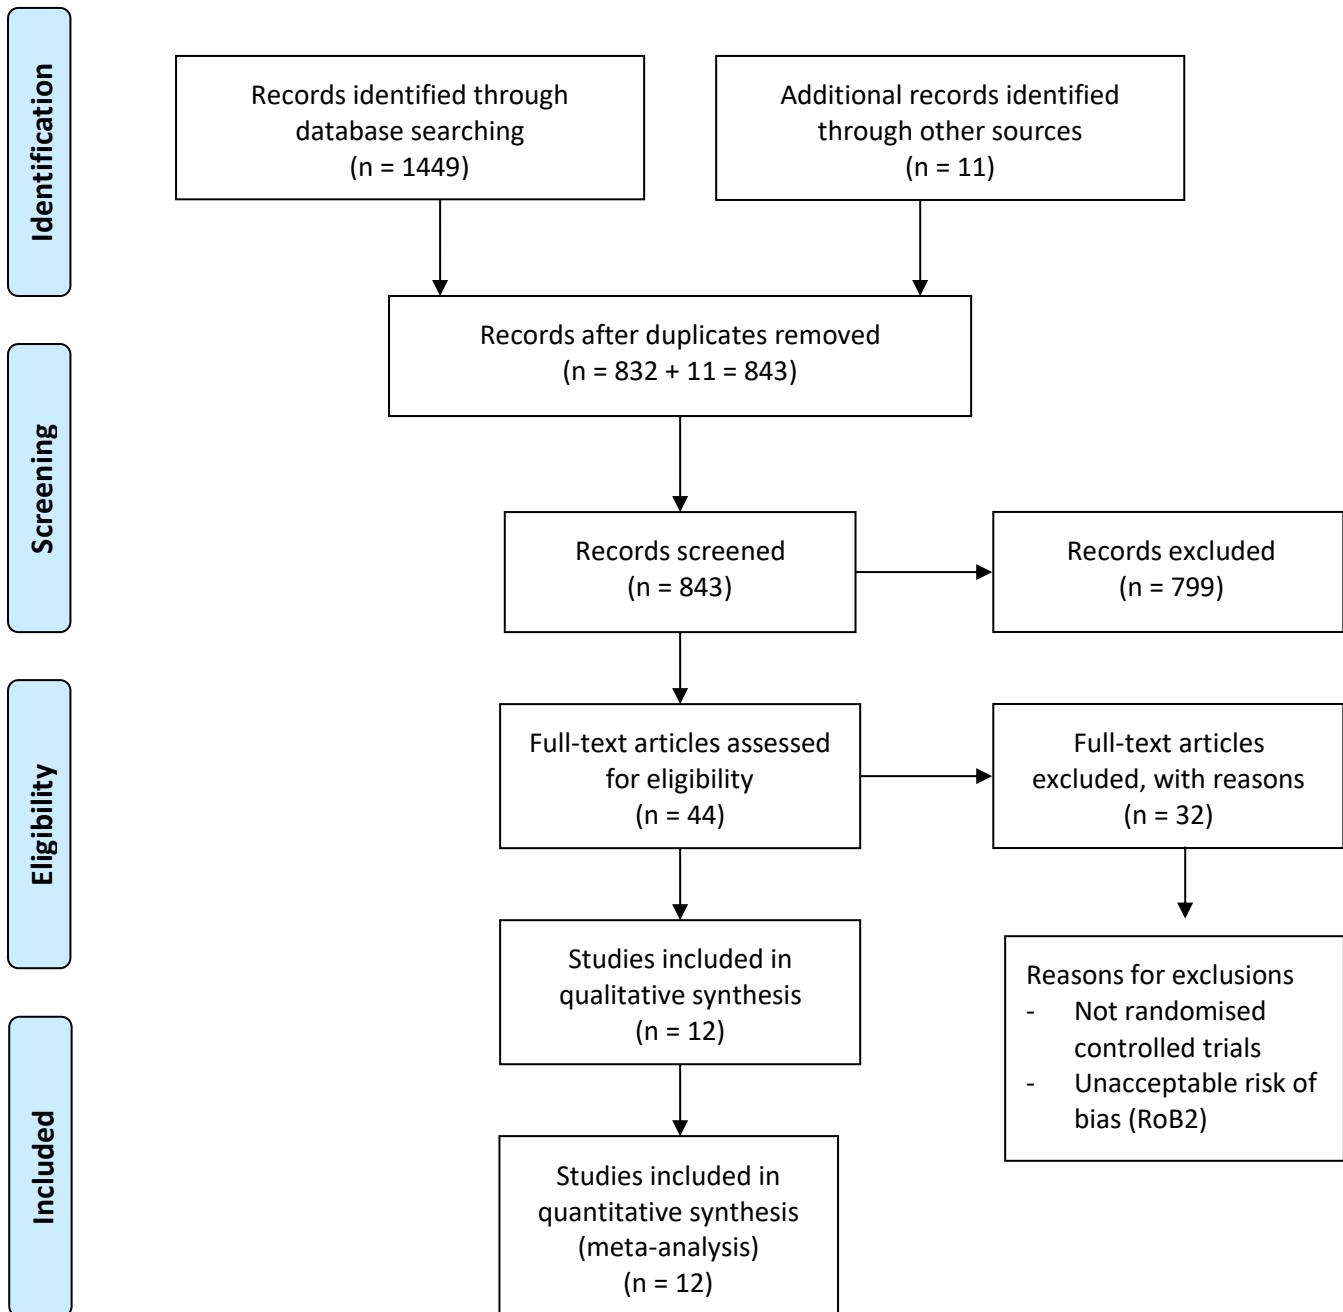 Identification
Records identified through
database searching
(n = 1449)
Additional records identified
through other sources
(n = 11)
Records after duplicates removed
(n = 832 + 11 = 843)
Screening
Records screened
(n = 843)
Records excluded
(n = 799)
Eligibility
Full-text articles assessed
for eligibility
(n = 44)
Full-text articles
excluded, with reasons
(n = 32)
Studies included in
qualitative synthesis
(n = 12)
Reasons for exclusions
- Not randomised
controlled trials
- Unacceptable risk of
bias (RoB2)
Included
Studies included in
quantitative synthesis
(meta-analysis)
(n = 12)